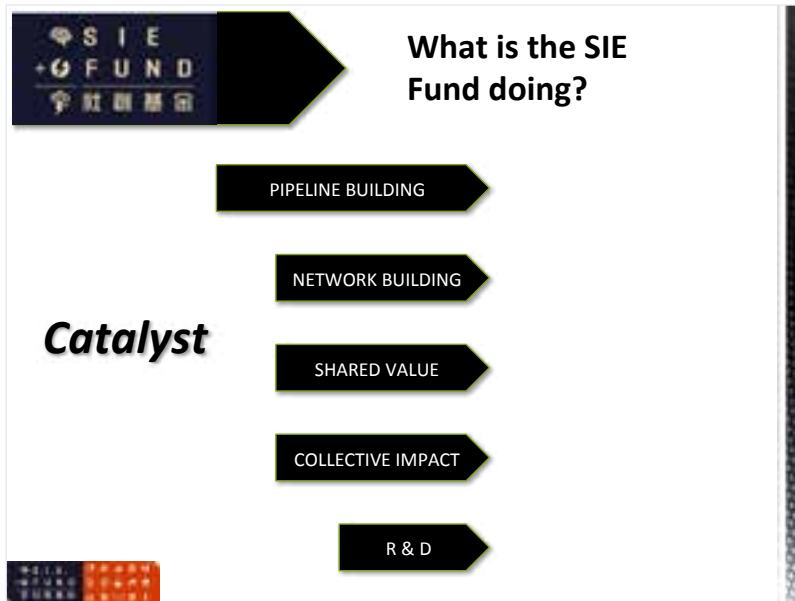 SIE
FUND
社創基金
What is the SIE
Fund doing?
PIPELINE BUILDING
NETWORK BUILDING
Catalyst
SHARED VALUE
COLLECTIVE IMPACT
R & D